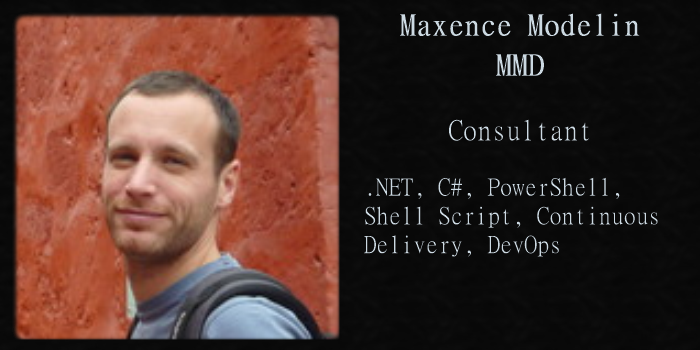 Maxence Modelin
MMD
Consultant
.NET, C#, PowerShell,
Shell Script, Continuous
Delivery, DevOps